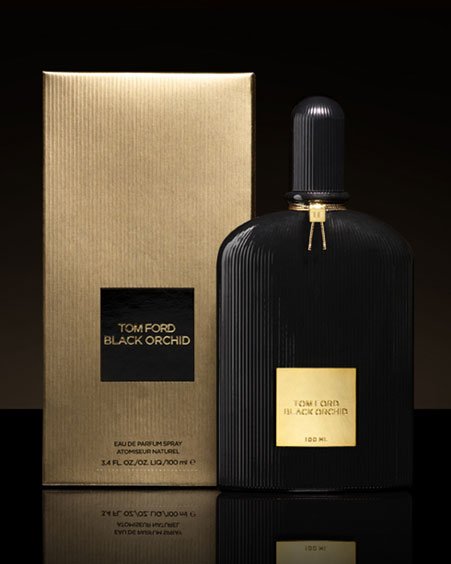 TOM FORD
BLACK ORCHID
EAU DE PARFUM SPRAY
ATOMISEUR NATUREL
3.4 FL. OZ./OZ. LIQ/100 ml e
TOM FORD
BLACK ORCHID
100 ML